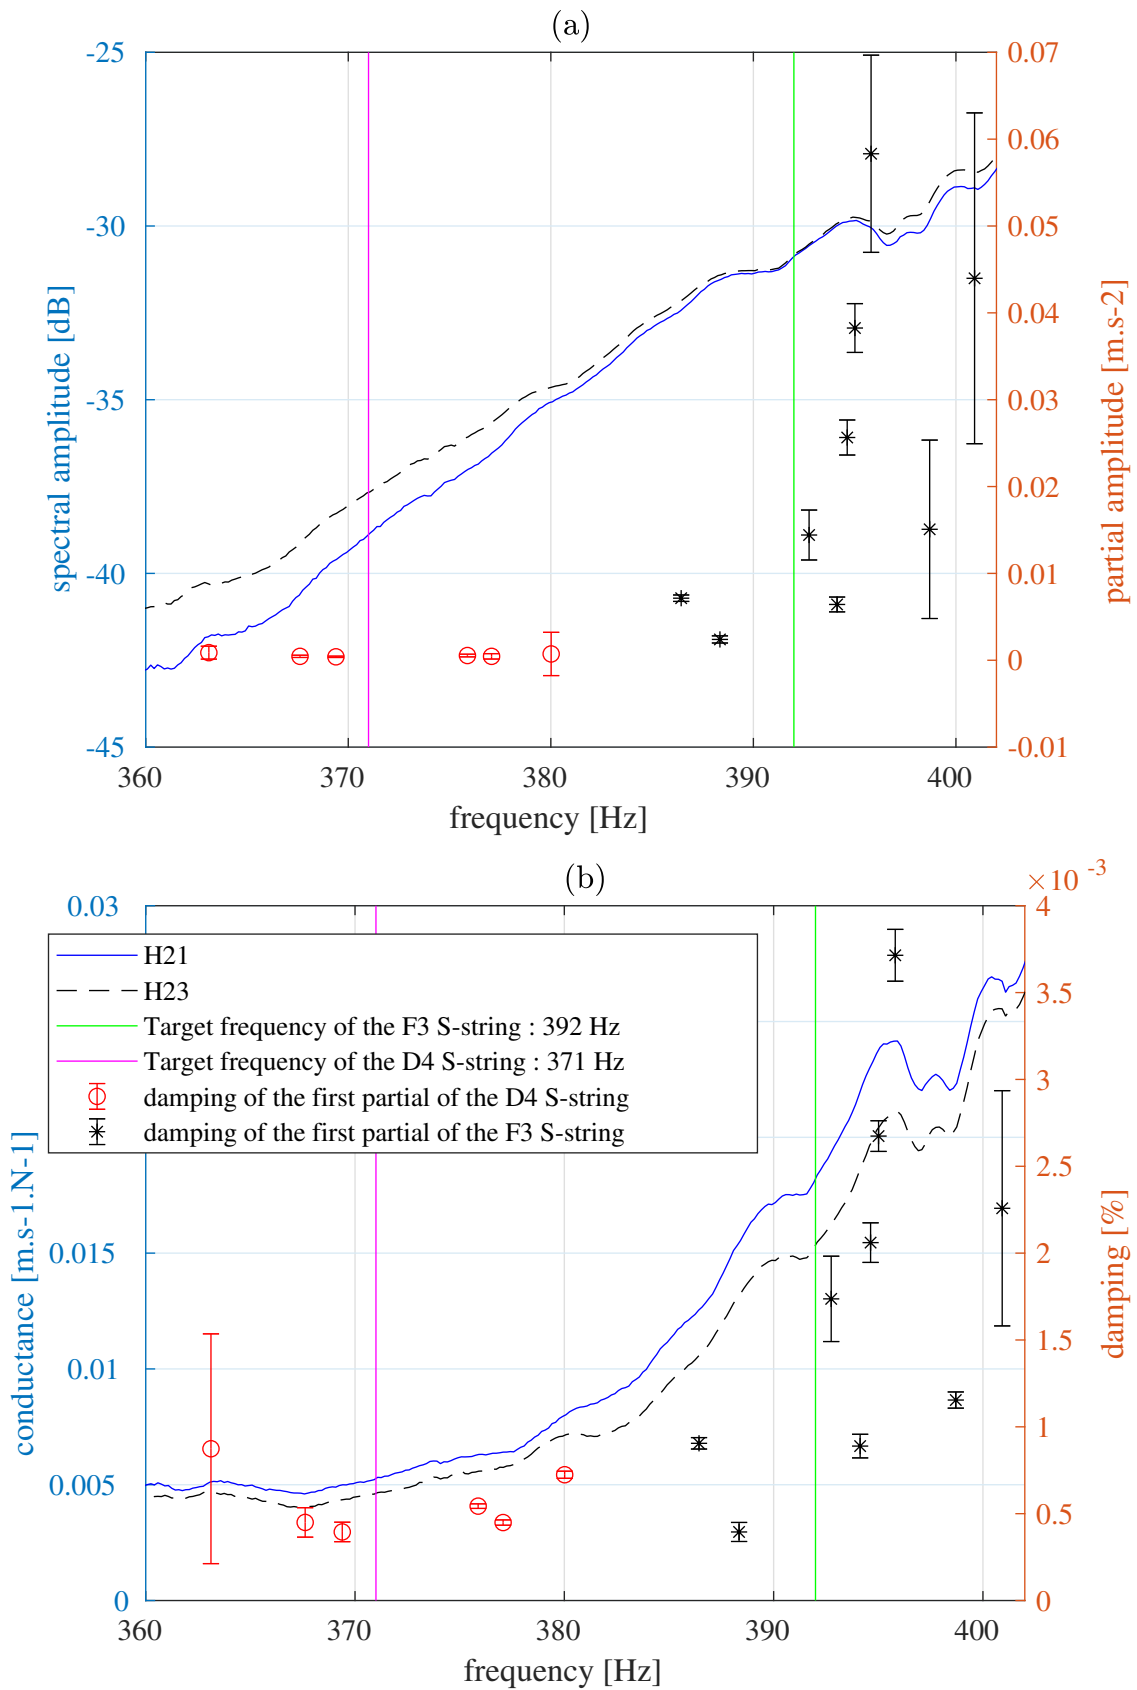 (a)
-25
-30
-35
-40
-45
spectral amplitude [dB]
0.07
0.06
0.05
0.04
0.03
0.02
0.01
0
-0.01
partial amplitude [m.s-2]
360
370
380
390
400
frequency [Hz]
(b)
×10 -3
0.03
0.015
0.01
0.005
0
conductance [m.s-1.N-1]
H21
H23
Target frequency of the F3 S-string : 392 Hz
Target frequency of the D4 S-string : 371 Hz
damping of the first partial of the D4 S-string
damping of the first partial of the F3 S-string
4
3.5
3
2.5
2
1.5
1
0.5
0
damping [%]
360
370
380
390
400
frequency [Hz]